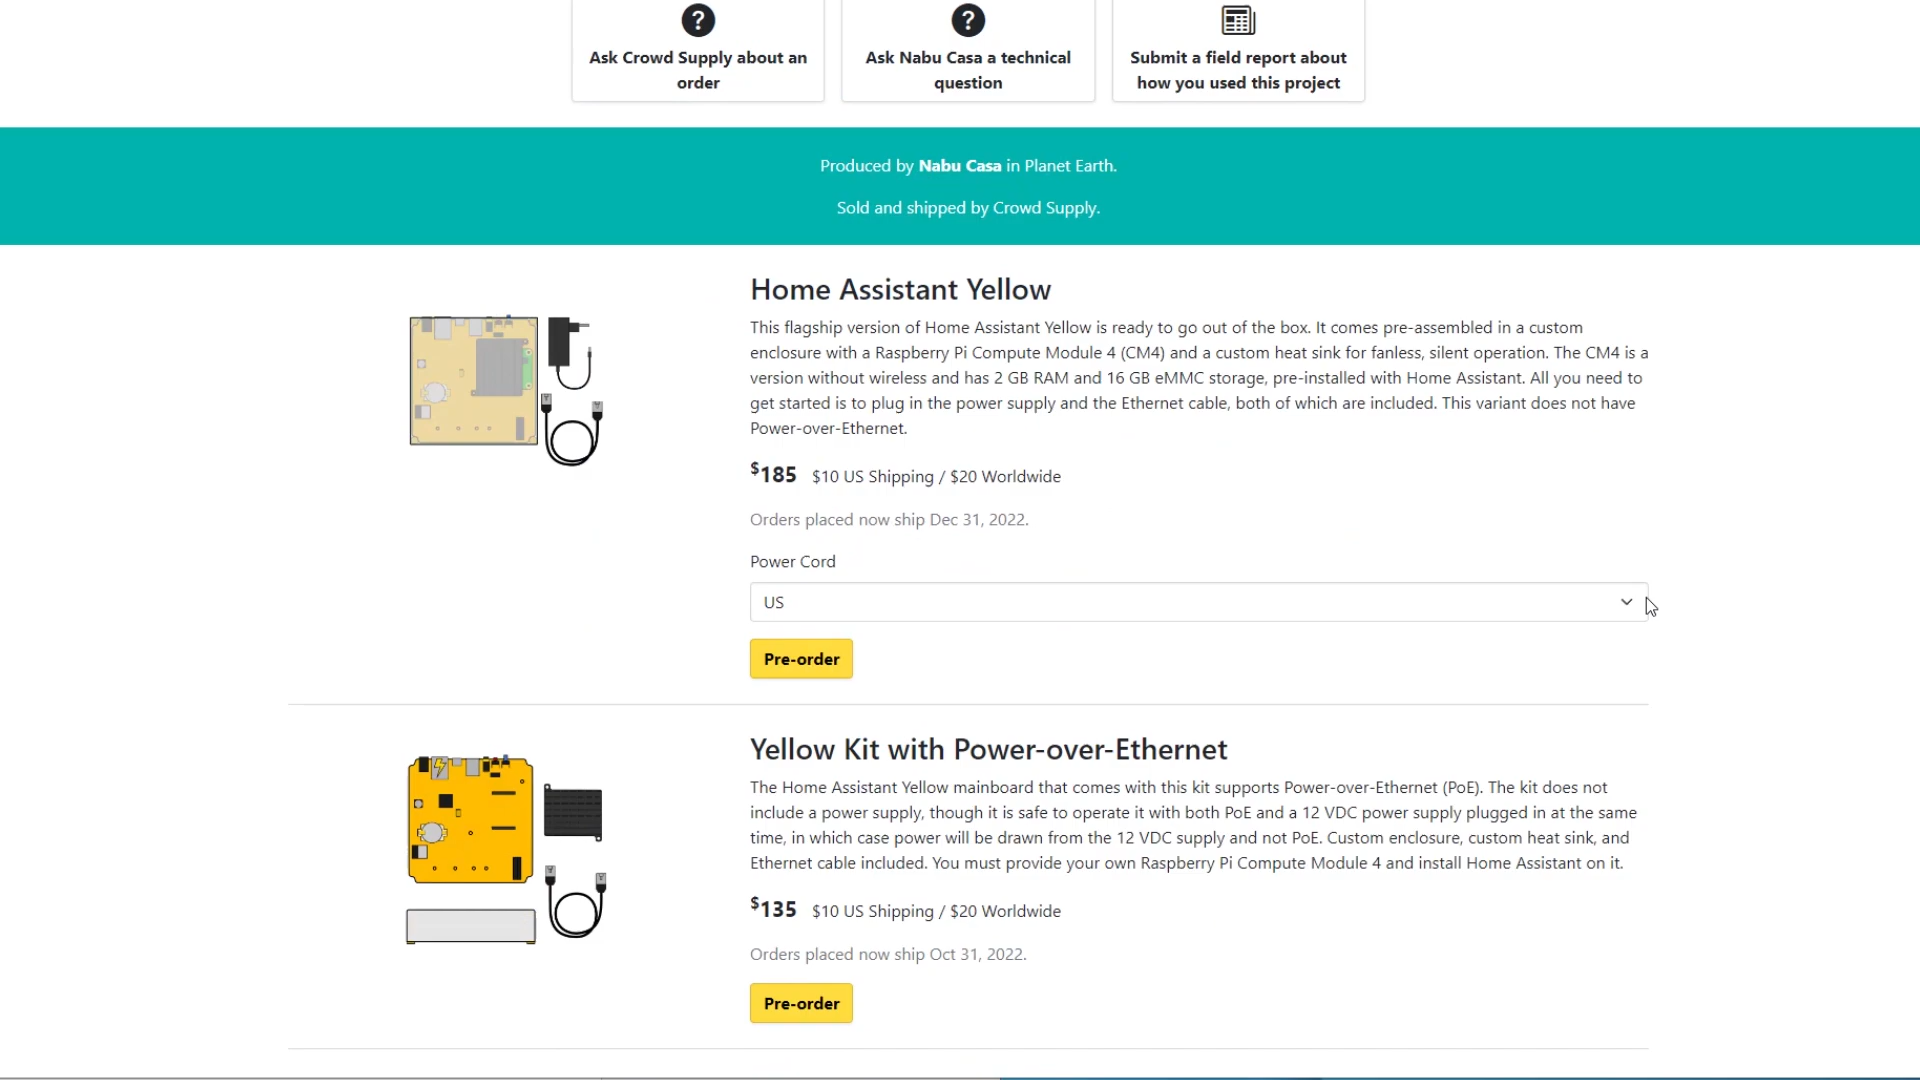 Ask Crowd Supply about an
order
Ask Nabu Casa a technical
question
Submit a field report about
how you used this project
Produced by Nabu Casa in Planet Earth.
Sold and shipped by Crowd Supply.
Home Assistant Yellow
This flagship version of Home Assistant Yellow is ready to go out of the box. It comes pre-assembled in a custom
enclosure with a Raspberry Pi Compute Module 4 (CM4) and a custom heat sink for fanless, silent operation. The CM4 is a
version without wireless and has 2 GB RAM and 16 GB eMMC storage, pre-installed with Home Assistant. All you need to
get started is to plug in the power supply and the Ethernet cable, both of which are included. This variant does not have
Power-over-Ethernet.
$185 $10 US Shipping / $20 Worldwide
Orders placed now ship Dec 31, 2022.
Power Cord
US
Pre-order
Yellow Kit with Power-over-Ethernet
The Home Assistant Yellow mainboard that comes with this kit supports Power-over-Ethernet (PoE). The kit does not
include a power supply, though it is safe to operate it with both PoE and a 12 VDC power supply plugged in at the same
time, in which case power will be drawn from the 12 VDC supply and not PoE. Custom enclosure, custom heat sink, and
Ethernet cable included. You must provide your own Raspberry Pi Compute Module 4 and install Home Assistant on it.
$135 $10 US Shipping / $20 Worldwide
Orders placed now ship Oct 31, 2022.
Pre-order